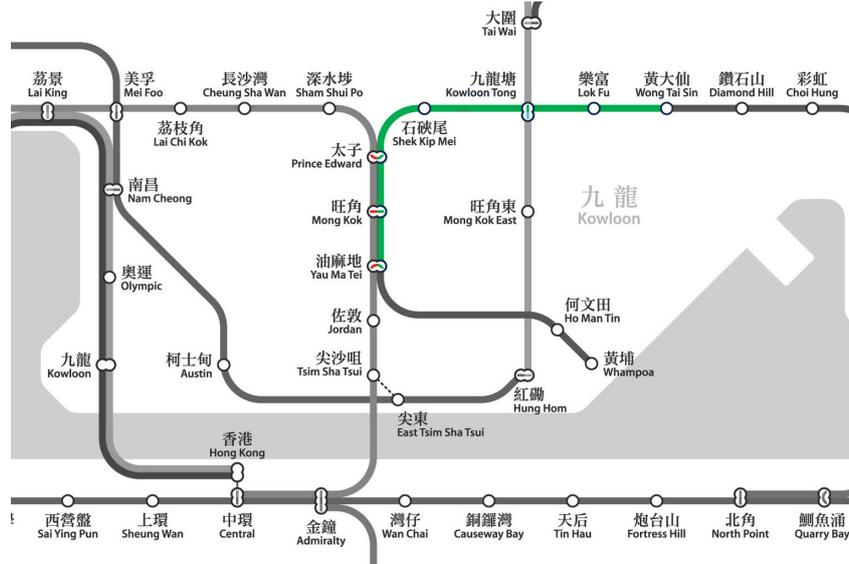 大圍
Tai Wai
荔景
Lai King
美孚
Mei Foo
長沙灣
Cheung Sha Wan
深水埗
Sham Shui Po
九龍塘
Kowloon Tong
樂富
Lok Fu
黃大仙
Wong Tai Sin
鑽石山
Diamond Hill
彩虹
Choi Hung
荔枝角
Lai Chi Kok
石硤尾
Shek Kip Mei
太子
Prince Edward
南昌
Nam Cheong
旺角
Mong Kok
旺角東
Mong Kok East
九龍
Kowloon
油麻地
Yau Ma Tei
奧運
Olympic
何文田
Ho Man Tin
佐敦
Jordan
九龍
Kowloon
柯士甸
Austin
尖沙咀
Tsim Sha Tsui
黃埔
Whampoa
紅磡
Hung Hom
尖東
East Tsim Sha Tsui
香港
Hong Kong
西營盤
Sai Ying Pun
上環
Sheung Wan
中環
Central
金鐘
Admiralty
灣仔
Wan Chai
銅鑼灣
Causeway Bay
天后
Tin Hau
炮台山
Fortress Hill
北角
North Point
鰂魚涌
Quarry Bay